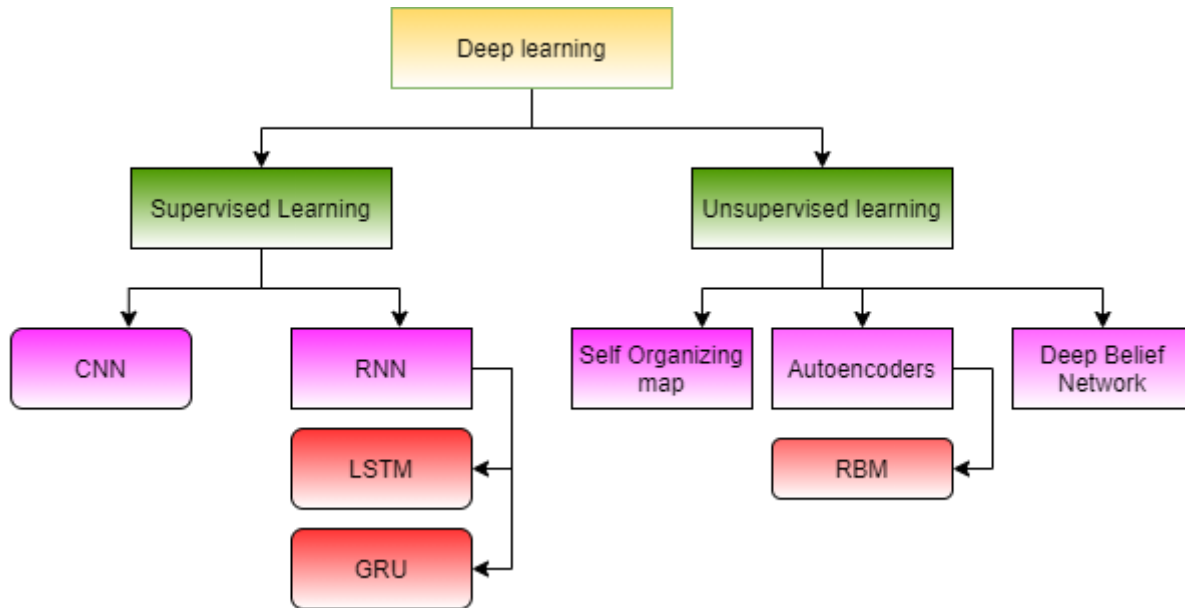 Deep learning
Supervised Learning
Unsupervised learning
CNN
RNN
Self Organizing
map
Autoencoders
Deep Belief
Network
LSTM
RBM
GRU